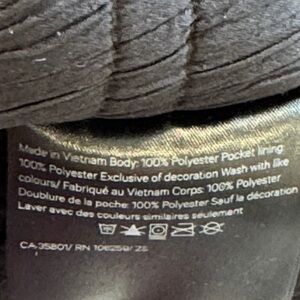 Made in Vietnam Body: 100% Polyester Pocket lining:
100% Polyester Exclusive of decoration Wash with like
colours/ Fabriqué au Vietnam Corps: 100% Polyester
Doublure de la poche: 100% Polyester Sauf la décoration
Laver avec des couleurs similaires seulement
CA 35801/ RN 106259/ ZS